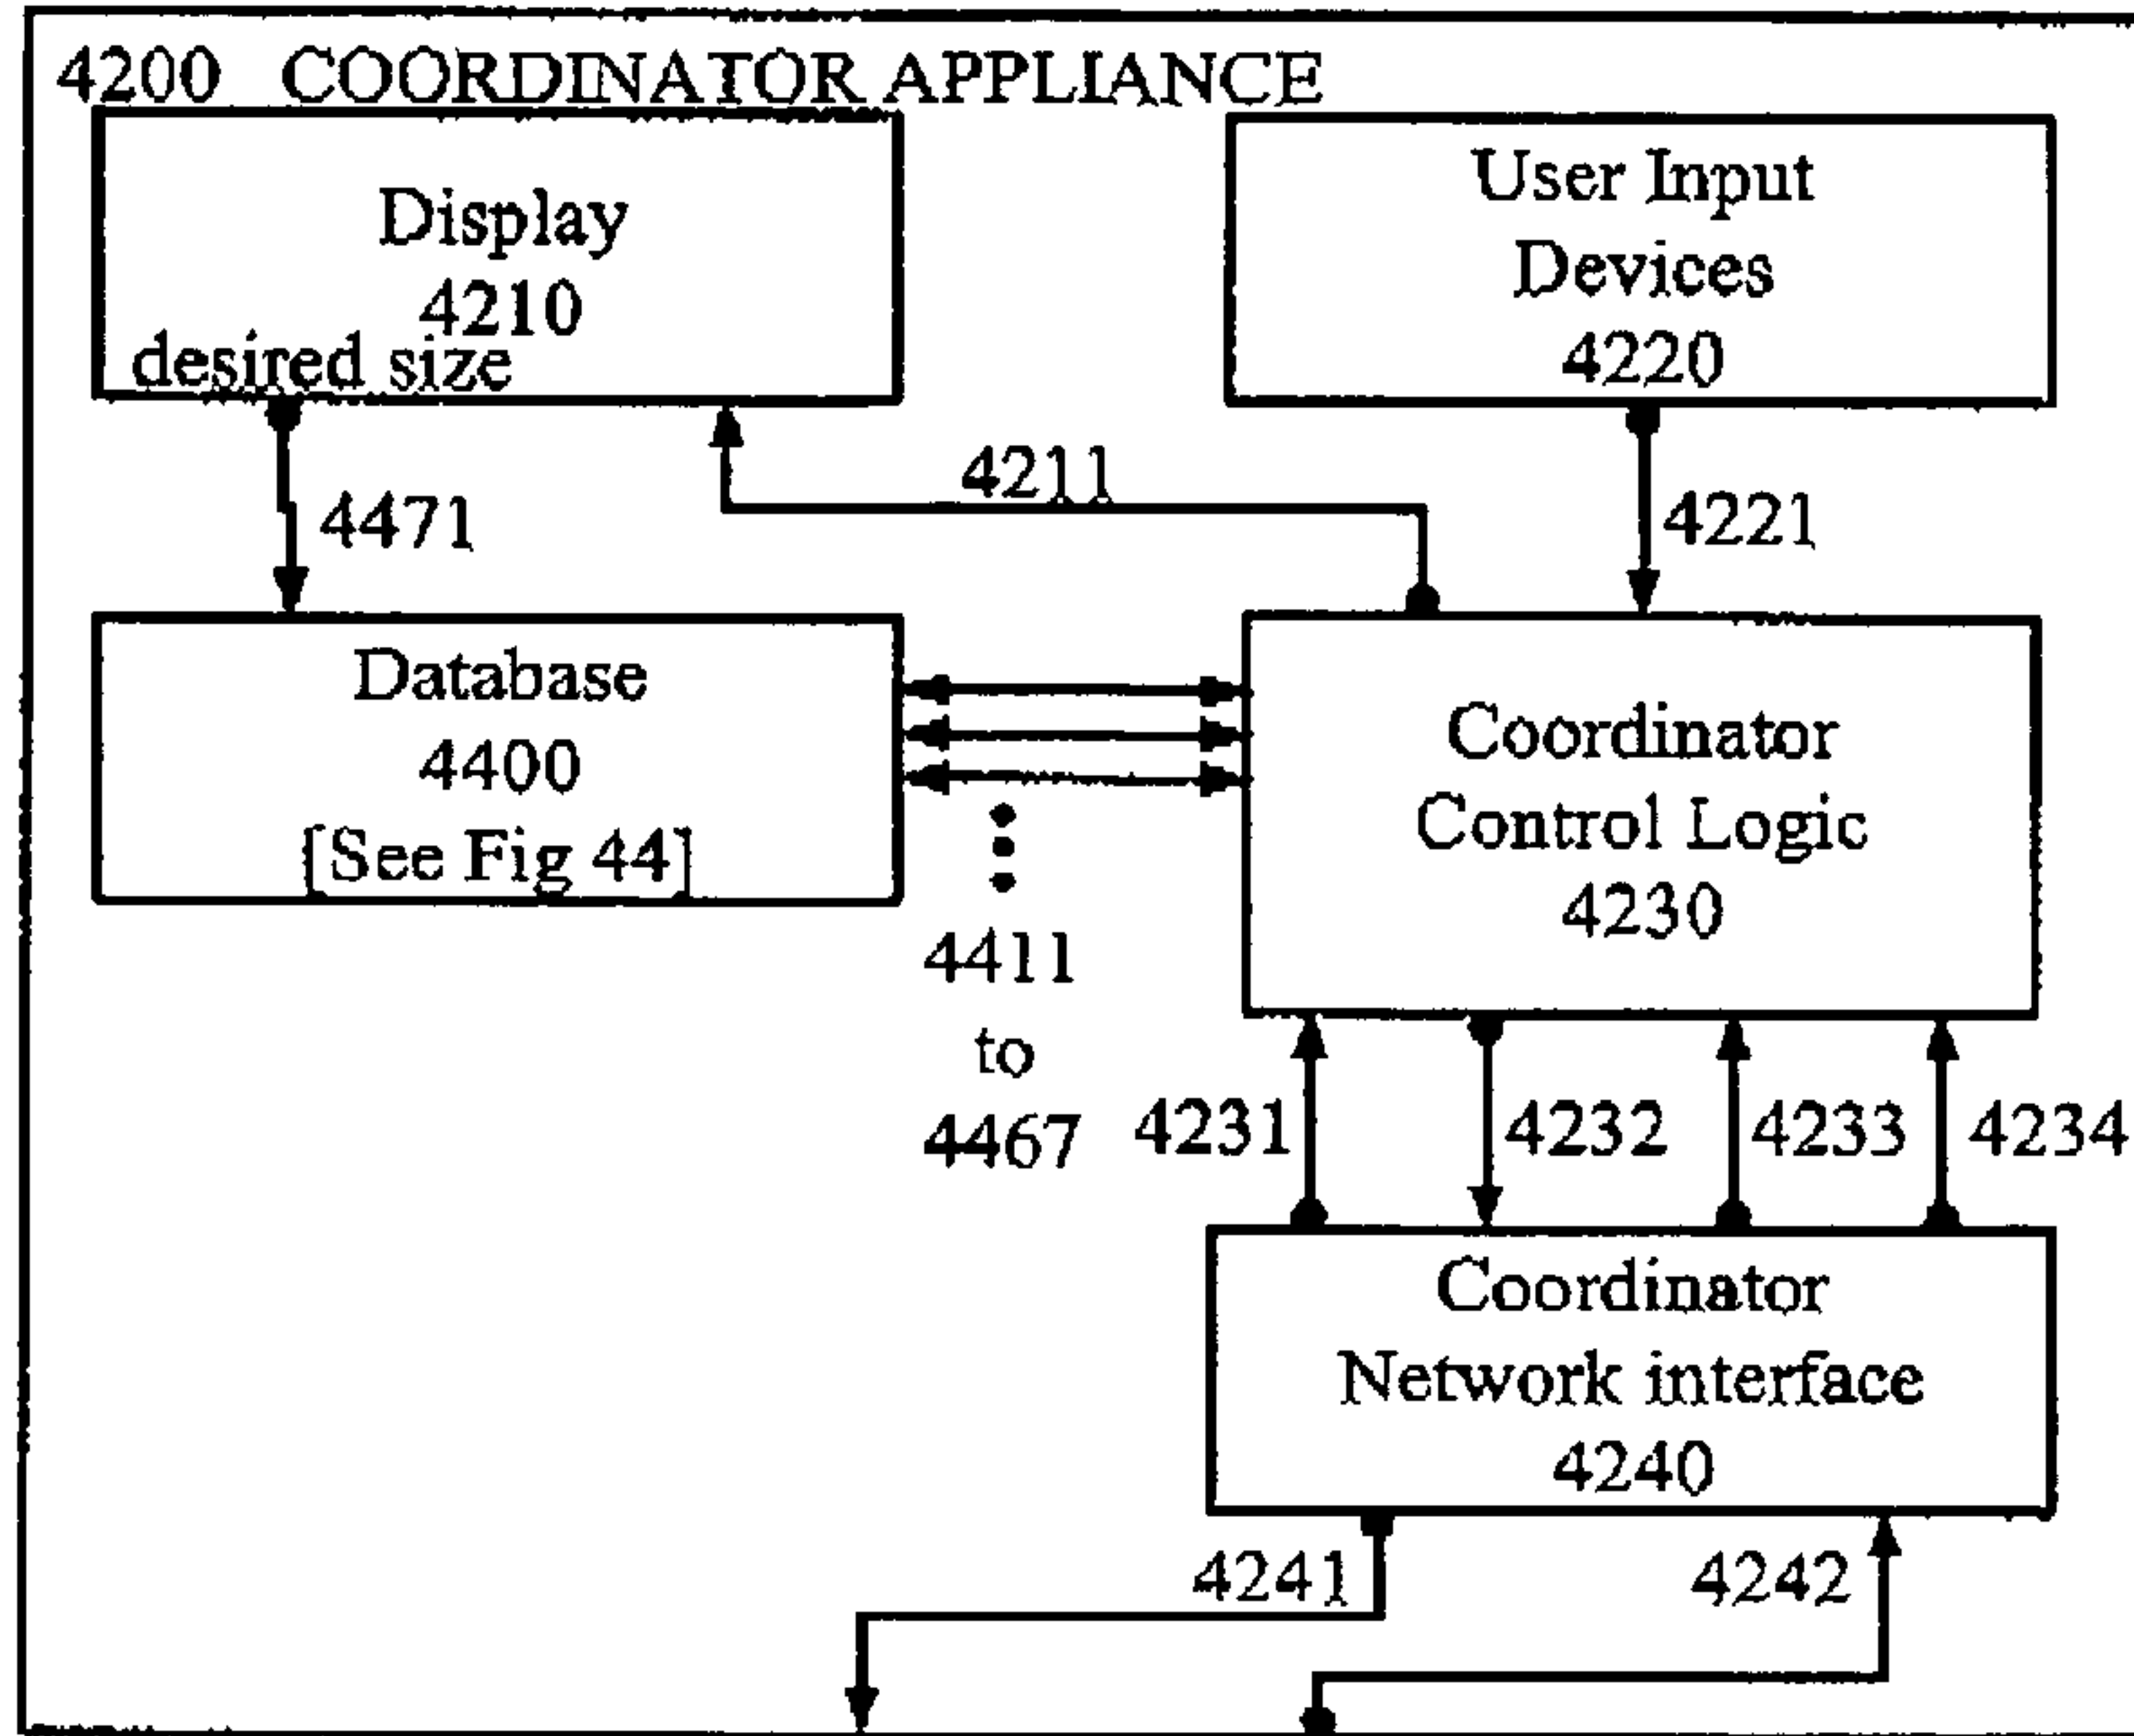 4200 COORDINATOR APPLIANCE
Display
4210
desired size
User Input
Devices
4220
4471
4211
4221
Database
4400
[See Fig 44]
4411
to
4467
Coordinator
Control Logic
4230
4231
4232
4233
4234
Coordinator
Network interface
4240
4241
4242